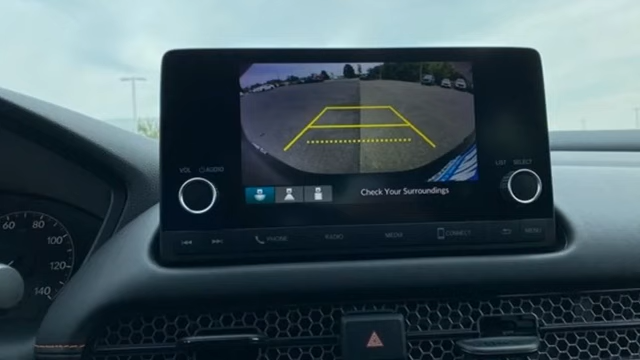 VOL AUDIO
LIST SELECT
Check Your Surroundings
PHONE RADIO MEDIA CONNECT MENU
60 80
100
120
140